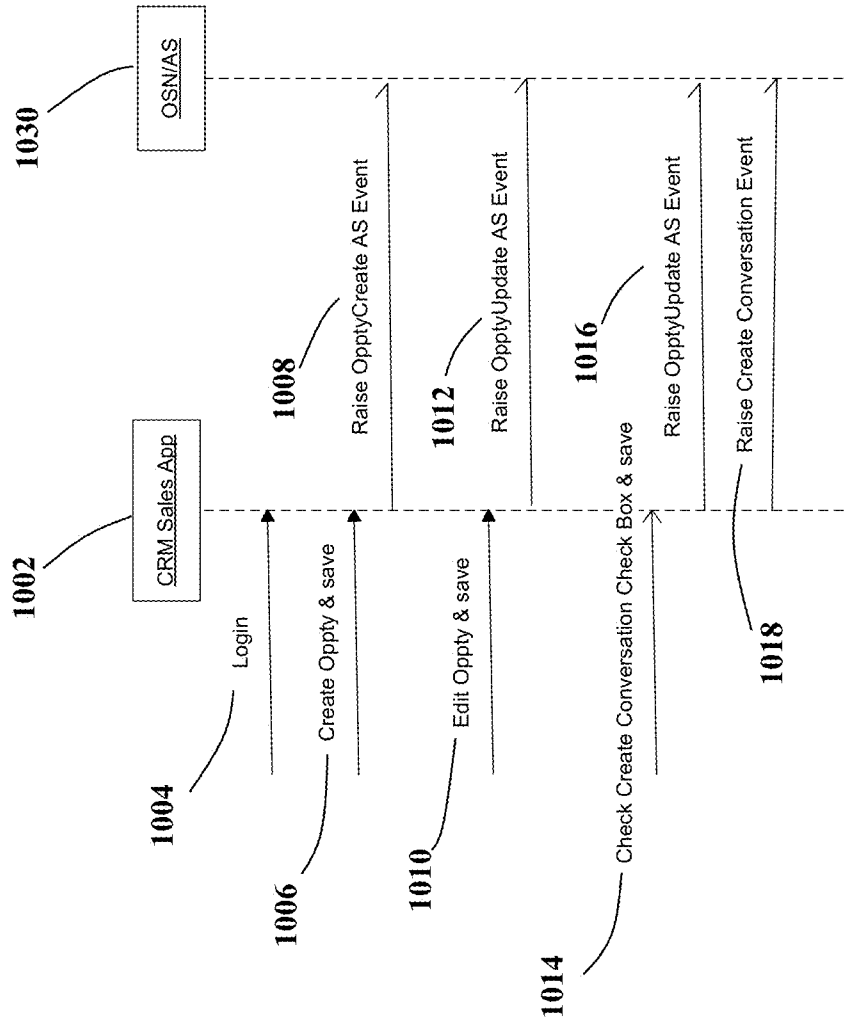 1002
CRM Sales App
1030
OSN/AS
1004
Login
1006
Create Oppty & save
1008
Raise OpptyCreate AS Event
1010
Edit Oppty & save
1012
Raise OpptyUpdate AS Event
1014
Check Create Conversation Check Box & save
1016
Raise OpptyUpdate AS Event
1018
Raise Create Conversation Event